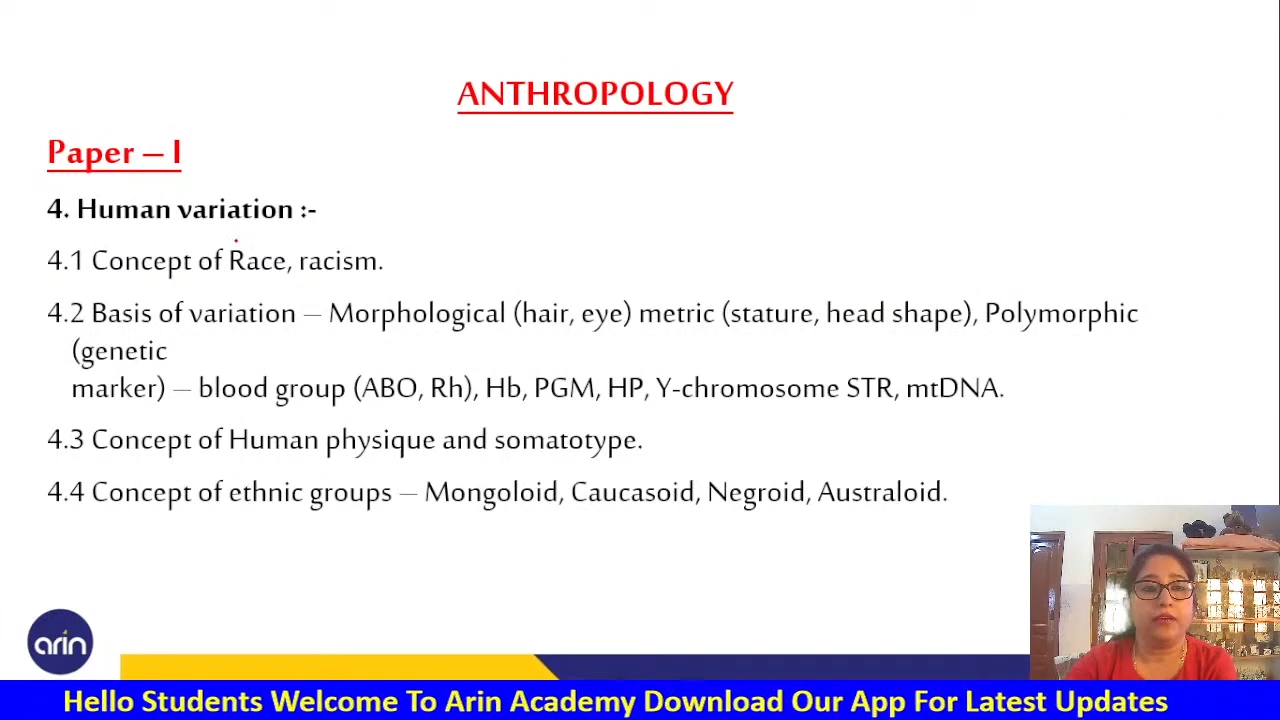 ANTHROPOLOGY
Paper – I
4. Human variation :-
4.1 Concept of Race, racism.
4.2 Basis of variation – Morphological (hair, eye) metric (stature, head shape), Polymorphic
(genetic
marker) – blood group (ABO, Rh), Hb, PGM, HP, Y-chromosome STR, mtDNA.
4.3 Concept of Human physique and somatotype.
4.4 Concept of ethnic groups – Mongoloid, Caucasoid, Negroid, Australoid.
arin
Hello Students Welcome To Arin Academy Download Our App For Latest Updates